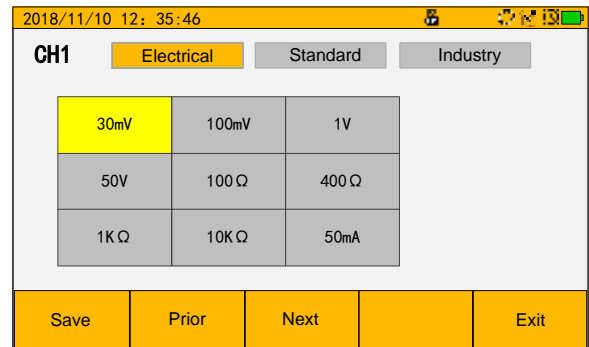 2018/11/10 12: 35:46
CH1 Electrical Standard Industry
30mV 100mV 1V
50V 100Ω 400Ω
1KΩ 10KΩ 50mA
Save Prior Next Exit